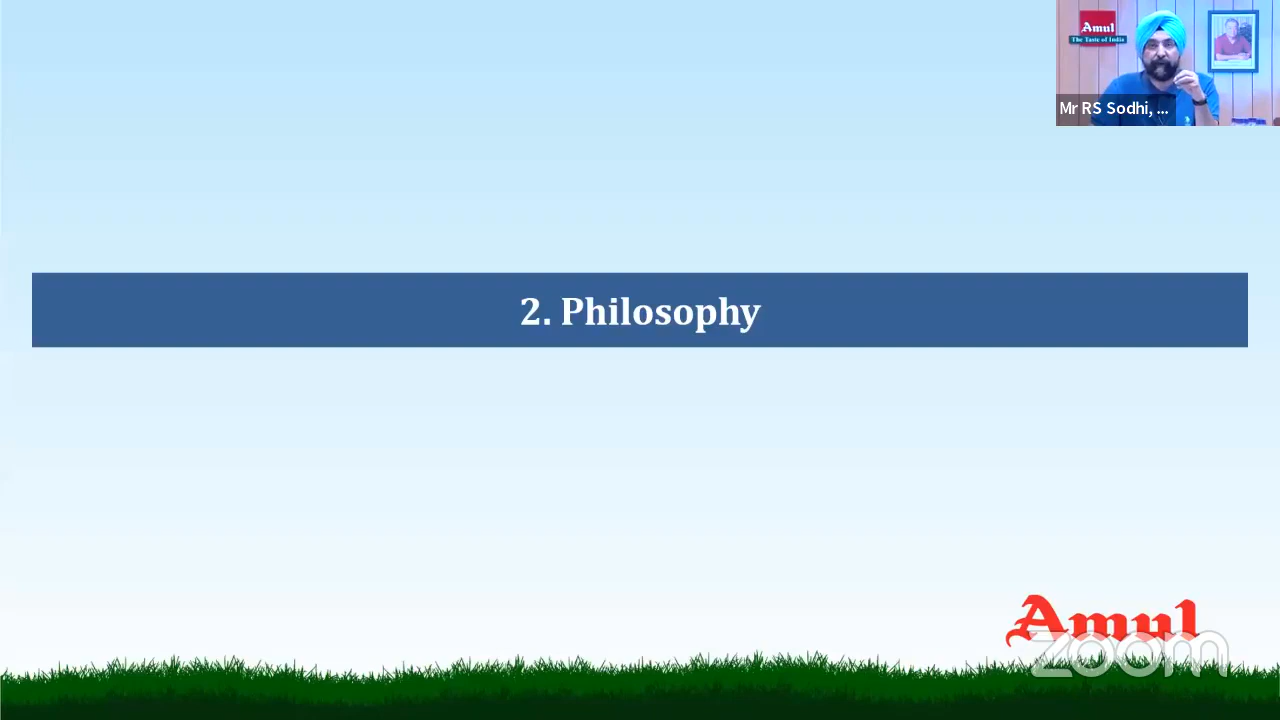 Amul
The Taste of India
Mr RS Sodhi, ...
2. Philosophy
Amul
zoom